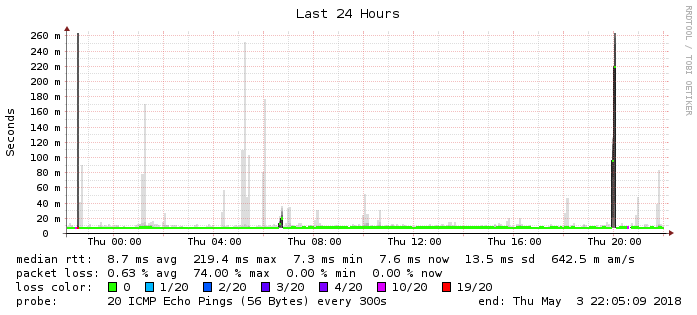 Last 24 Hours
RRDTOOL / TOBI OETIKER
Seconds
260 m
240 m
220 m
200 m
180 m
160 m
140 m
120 m
100 m
80 m
60 m
40 m
20 m
0
Thu 00:00 Thu 04:00 Thu 08:00 Thu 12:00 Thu 16:00 Thu 20:00
median rtt: 8.7 ms avg 219.4 ms max 7.3 ms min 7.6 ms now 13.5 ms sd 642.5 m am/s
packet loss: 0.63 % avg 74.00 % max 0.00 % min 0.00 % now
loss color: 0 1/20 2/20 3/20 4/20 10/20 19/20
probe: 20 ICMP Echo Pings (56 Bytes) every 300s end: Thu May 3 22:05:09 2018